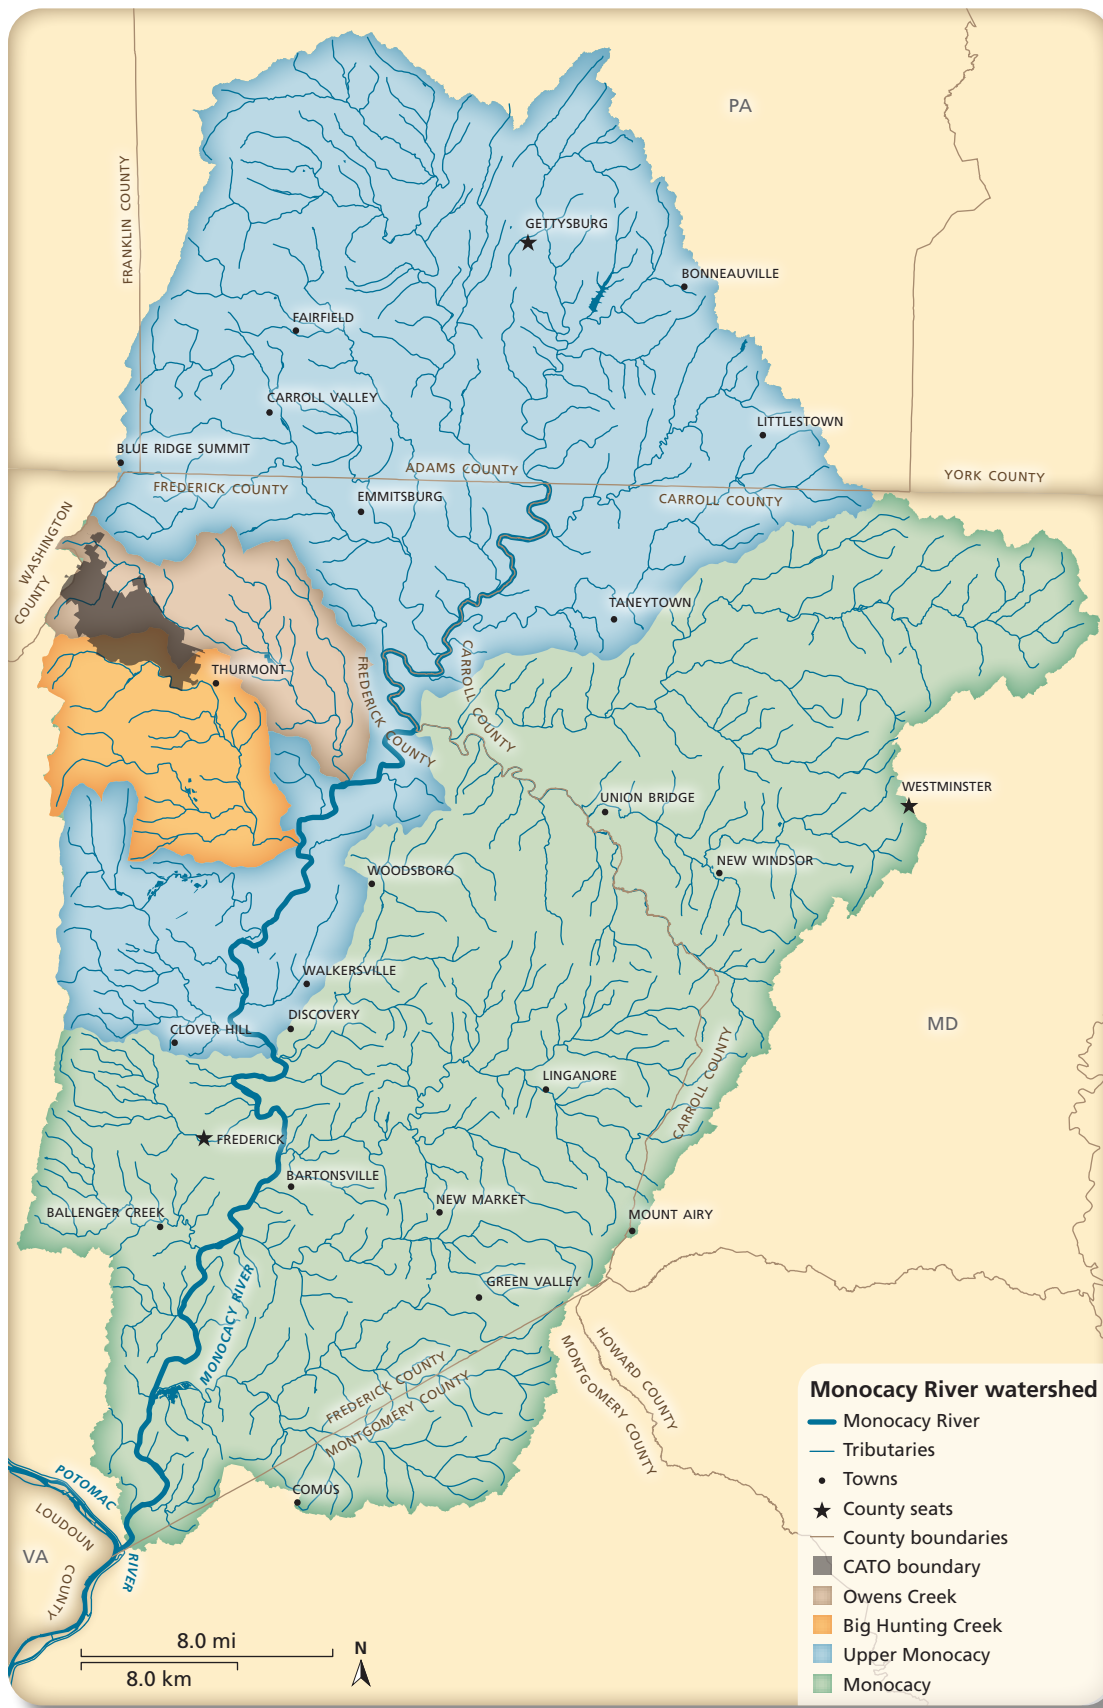 PA
FRANKLIN COUNTY
GETTYSBURG
BONNEAUVILLE
FAIRFIELD
CARROLL VALLEY
LITTLESTOWN
BLUE RIDGE SUMMIT
ADAMS COUNTY
YORK COUNTY
FREDERICK COUNTY
EMMITSBURG
CARROLL COUNTY
WASHINGTON
COUNTY
TANEYTOWN
THURMONT
FREDERICK COUNTY
CARROLL COUNTY
WESTMINSTER
UNION BRIDGE
NEW WINDSOR
WOODSBORO
WALKERSVILLE
DISCOVERY
CLOVER HILL
MD
CARROLL COUNTY
LINGANORE
FREDERICK
BARTONSVILLE
NEW MARKET
BALLENGER CREEK
MOUNT AIRY
GREEN VALLEY
MONOCACY RIVER
HOWARD COUNTY
MONTGOMERY COUNTY
FREDERICK COUNTY
MONTGOMERY COUNTY
COMUS
POTOMAC
RIVER
LOUDOUN
COUNTY
VA
8.0 mi
8.0 km
N
Monocacy River watershed
Monocacy River
Tributaries
Towns
County seats
County boundaries
CATO boundary
Owens Creek
Big Hunting Creek
Upper Monocacy
Monocacy